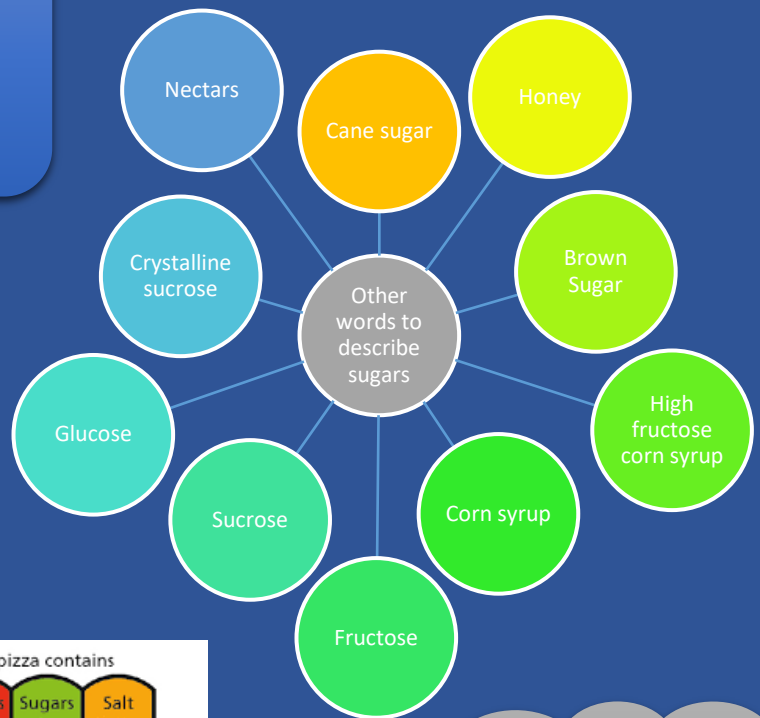 Nectars
Cane sugar
Honey
Crystalline
sucrose
Other
words to
describe
sugars
Brown
Sugar
Glucose
High
fructose
corn syrup
Sucrose
Corn syrup
Fructose
pizza contains
Sugars
Salt